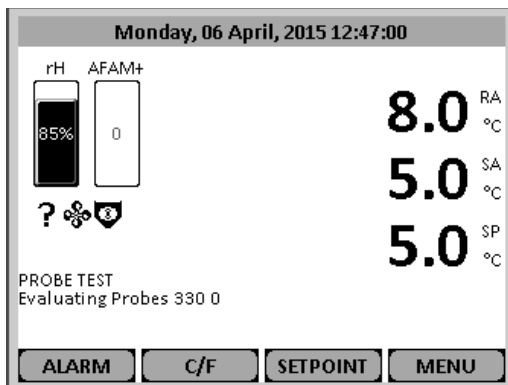 Monday, 06 April, 2015 12:47:00
rH AFAM+
85% 0
8.0 RA °C
5.0 SA °C
?
5.0 SP °C
PROBE TEST
Evaluating Probes 330 0
ALARM C/F SETPOINT MENU